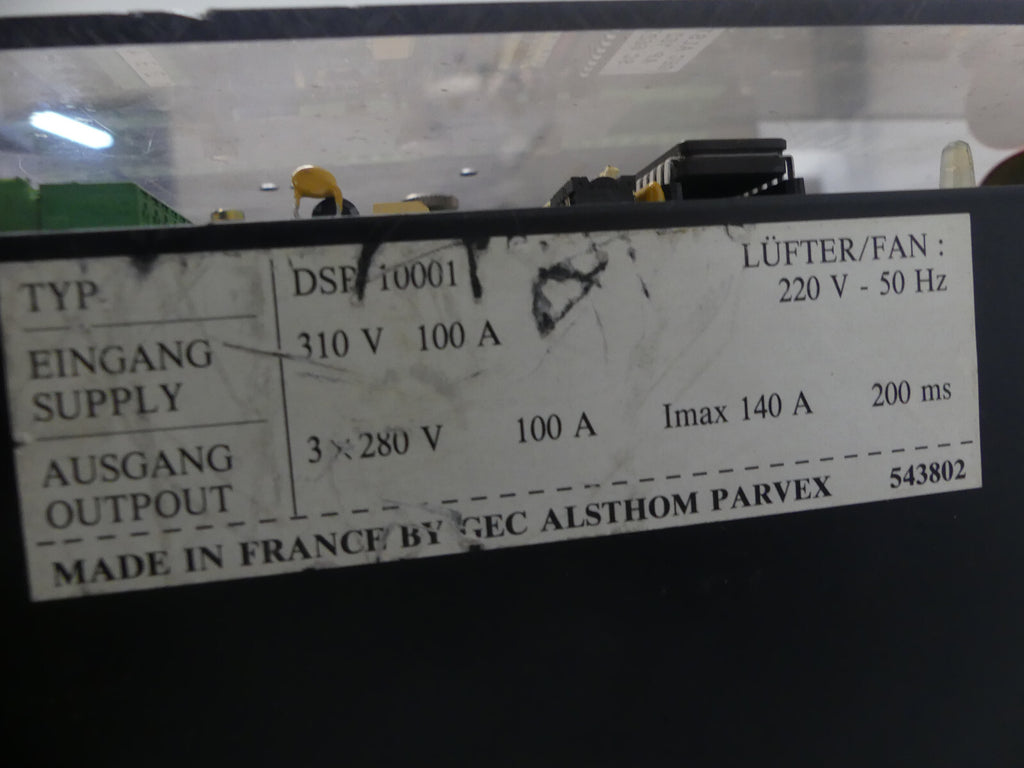 TYP DSF 10001 LÜFTER/FAN :
220 V - 50 Hz
EINGANG 310 V 100 A
SUPPLY
AUSGANG 3 × 280 V 100 A Imax 140 A 200 ms
OUTPOUT
MADE IN FRANCE BY GEC ALSTHOM PARVEX 543802